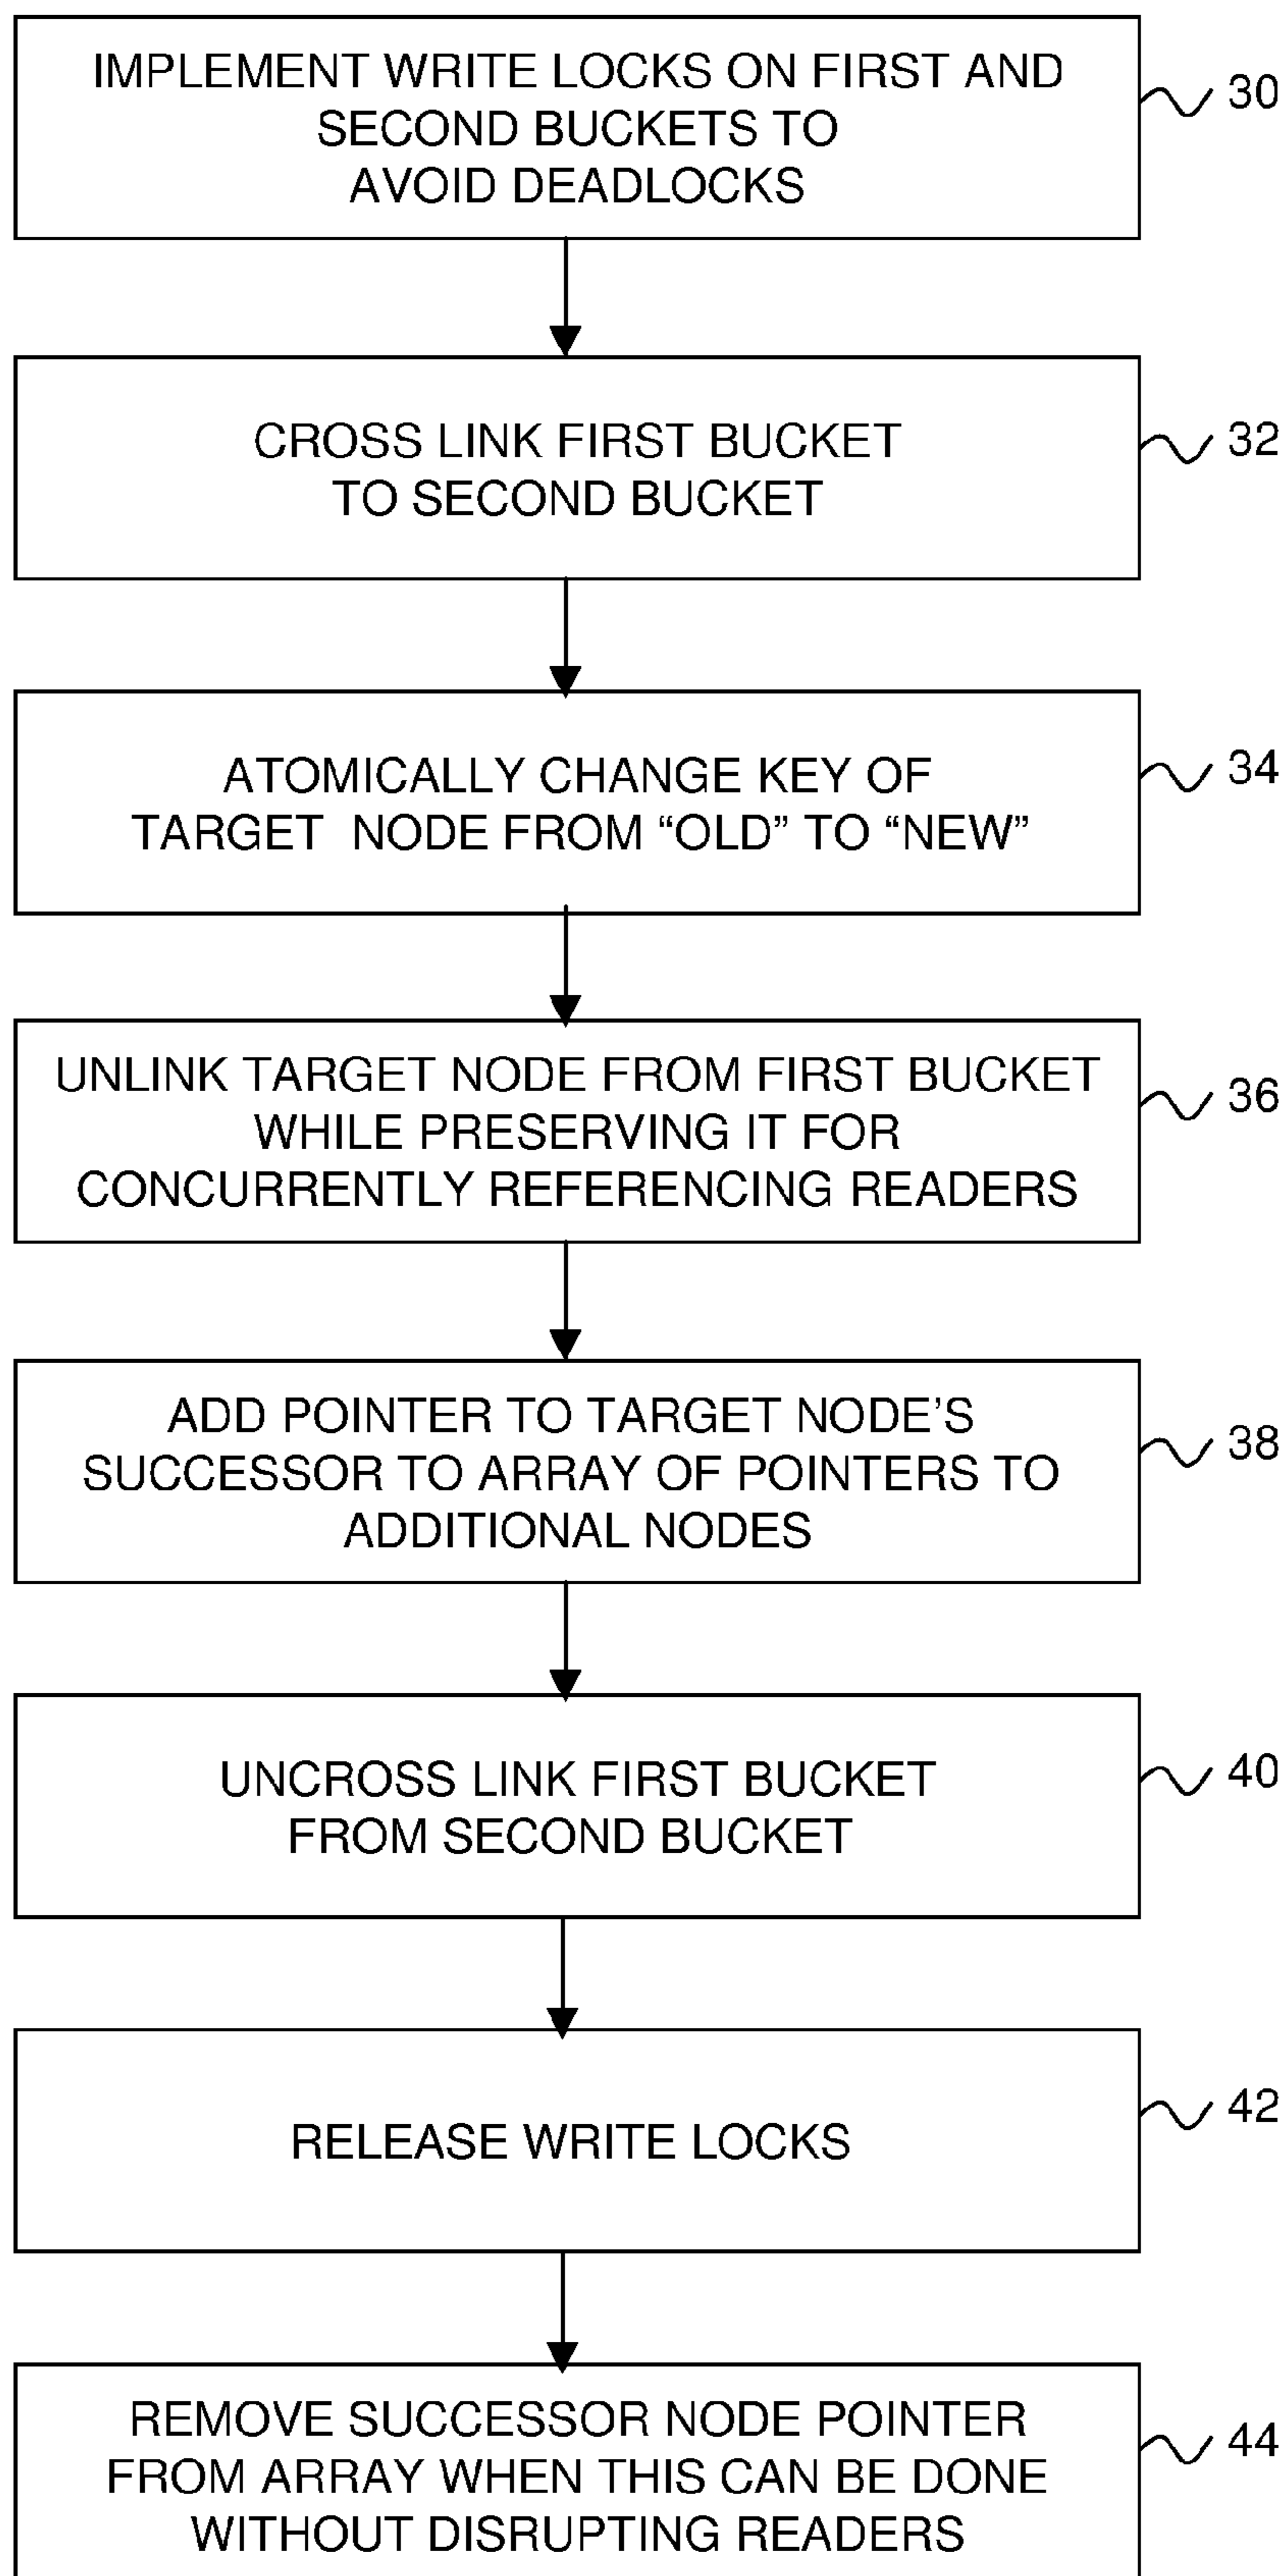 IMPLEMENT WRITE LOCKS ON FIRST AND
SECOND BUCKETS TO
AVOID DEADLOCKS
30
CROSS LINK FIRST BUCKET
TO SECOND BUCKET
32
ATOMICALLY CHANGE KEY OF
TARGET NODE FROM “OLD” TO “NEW”
34
UNLINK TARGET NODE FROM FIRST BUCKET
WHILE PRESERVING IT FOR
CONCURRENTLY REFERENCING READERS
36
ADD POINTER TO TARGET NODE’S
SUCCESSOR TO ARRAY OF POINTERS TO
ADDITIONAL NODES
38
UNCROSS LINK FIRST BUCKET
FROM SECOND BUCKET
40
RELEASE WRITE LOCKS
42
REMOVE SUCCESSOR NODE POINTER
FROM ARRAY WHEN THIS CAN BE DONE
WITHOUT DISRUPTING READERS
44